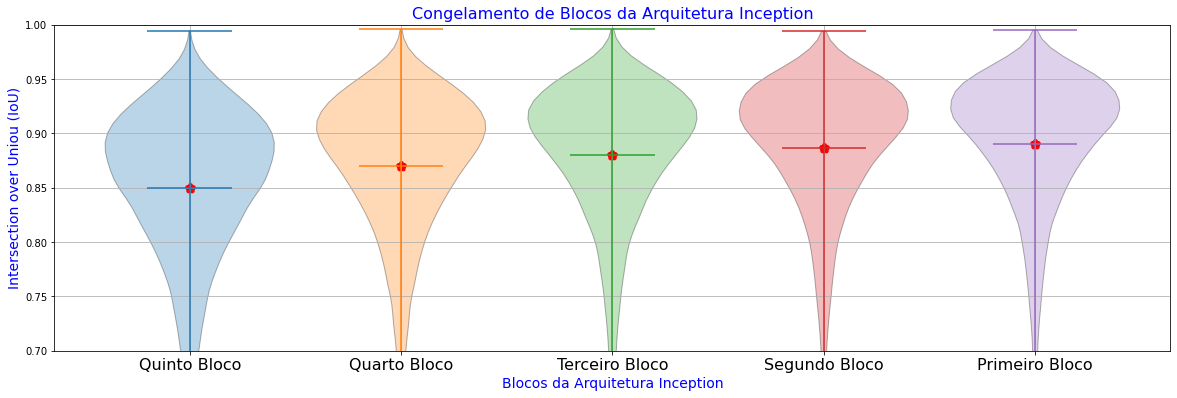 Congelamento de Blocos da Arquitetura Inception
Intersection over Uniou (IoU)
1.00
0.95
0.90
0.85
0.80
0.75
0.70
Quinto Bloco Quarto Bloco Terceiro Bloco Segundo Bloco Primeiro Bloco
Blocos da Arquitetura Inception